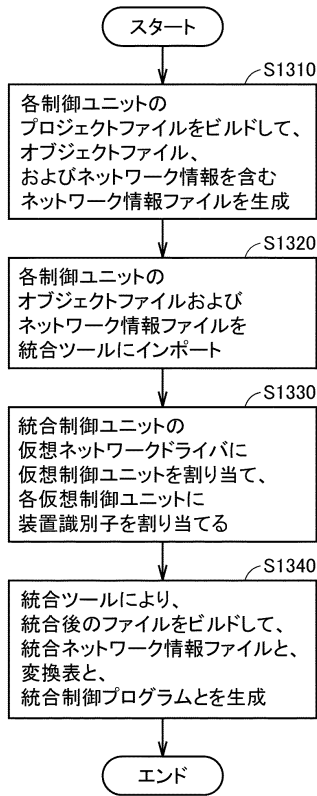 スタート
S1310
各制御ユニットの
プロジェクトファイルをビルドして、
オブジェクトファイル、
およびネットワーク情報を含む
ネットワーク情報ファイルを生成
S1320
各制御ユニットの
オブジェクトファイルおよび
ネットワーク情報ファイルを
統合ツールにインポート
S1330
統合制御ユニットの
仮想ネットワークドライバに
仮想制御ユニットを割り当て、
各仮想制御ユニットに
装置識別子を割り当てる
S1340
統合ツールにより、
統合後のファイルをビルドして、
統合ネットワーク情報ファイルと、
変換表と、
統合制御プログラムとを生成
エンド